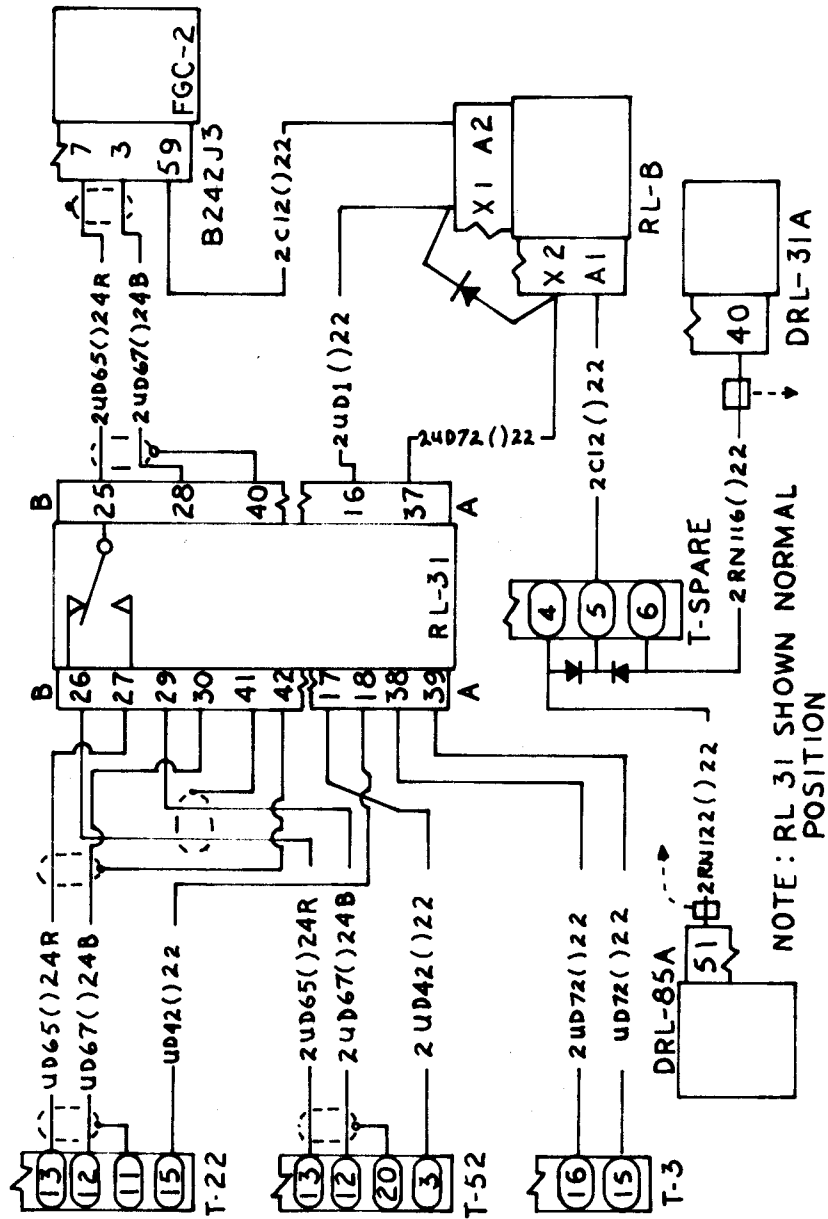 FGC-2
7
3
59
B242J3
2UD65()24R
2UD67()24B
2C12()22
X1 A2
X2
A1
RL-B
2UD1()22
2UD72()22
2C12()22
40
DRL-31A
2RN116()22
B
25
28
40
16
37
A
RL-31
B
26
27
29
30
41
42
17
18
38
39
A
4
5
6
T-SPARE
2RN122()22
51
DRL-85A
UD65()24R
UD67()24B
UD42()22
13
12
11
15
T-22
2UD65()24R
2UD67()24B
2UD42()22
13
12
20
3
T-52
2UD72()22
UD72()22
16
15
T-3
NOTE: RL 31 SHOWN NORMAL
POSITION